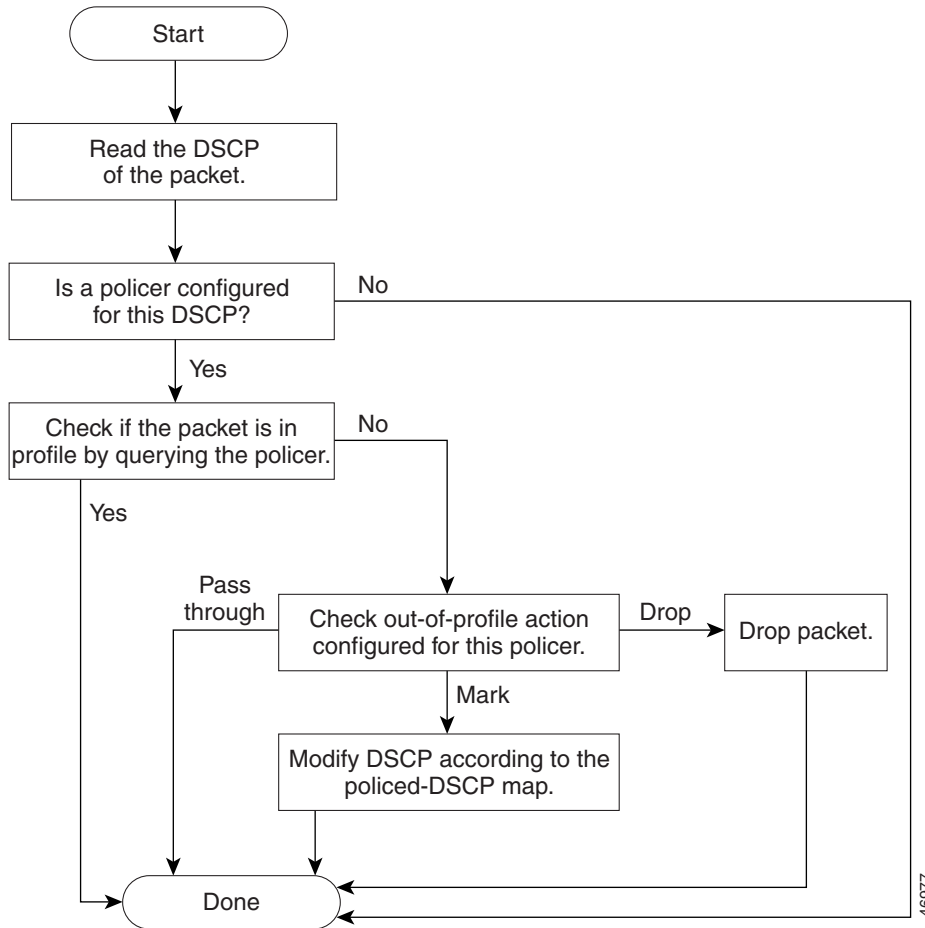 Start
Read the DSCP
of the packet.
Is a policer configured
for this DSCP?
No
Yes
Check if the packet is in
profile by querying the policer.
No
Yes
Pass
through
Check out-of-profile action
configured for this policer.
Drop
Drop packet.
Mark
Modify DSCP according to the
policed-DSCP map.
Done
46977